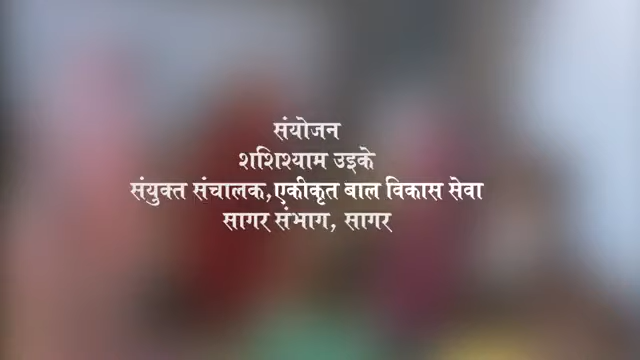 संयोजन
शशिश्याम उइके
संयुक्त संचालक,एकीकृत बाल विकास सेवा
सागर संभाग, सागर